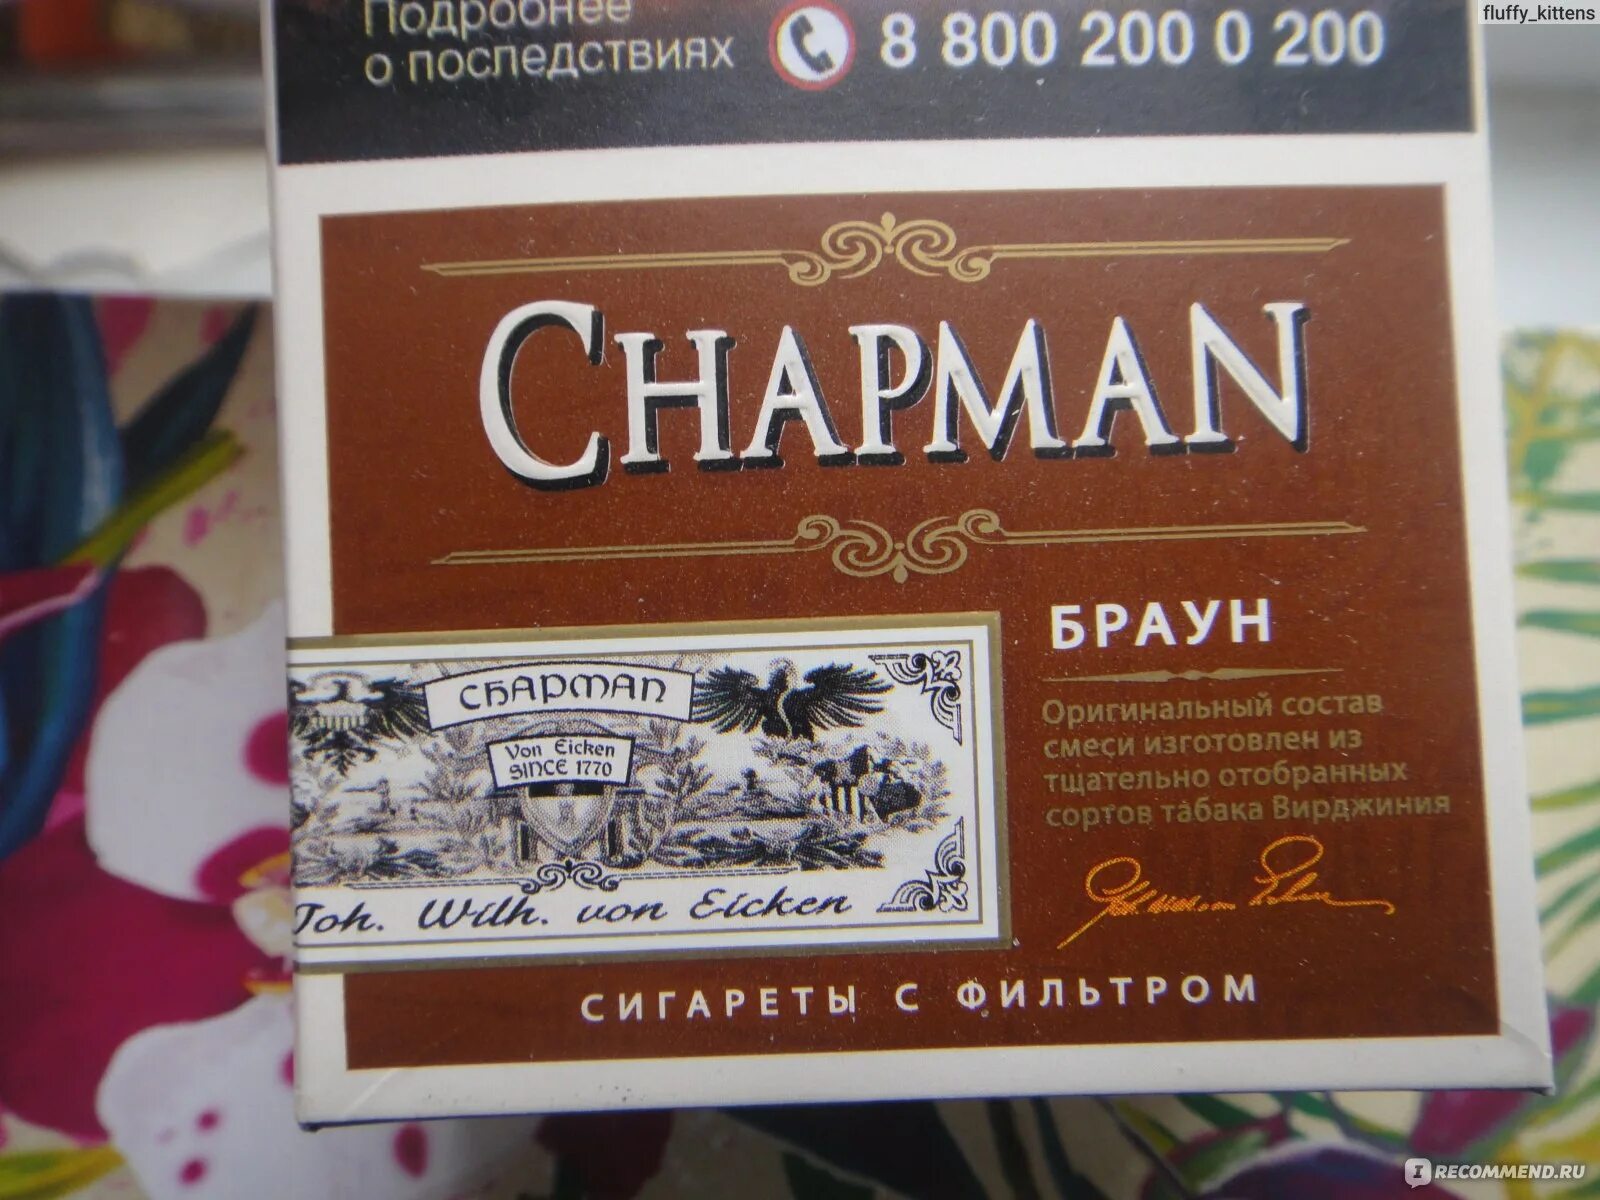 fluffy_kittens
Подробнее
о последствиях
8 800 200 0 200
CHAPMAN
БРАУН
Оригинальный состав
смеси изготовлен из
тщательно отобранных
сортов табака Вирджиния
CHAPMAN
Von Eicken
SINCE 1770
Joh. Wilh. von Eicken
СИГАРЕТЫ С ФИЛЬТРОМ
IRECOMMEND.RU